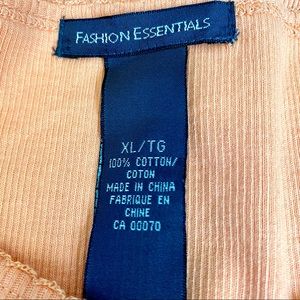 FASHION ESSENTIALS
XL/TG
100% COTTON/
COTON
MADE IN CHINA
FABRIQUE EN
CHINE
CA 00070